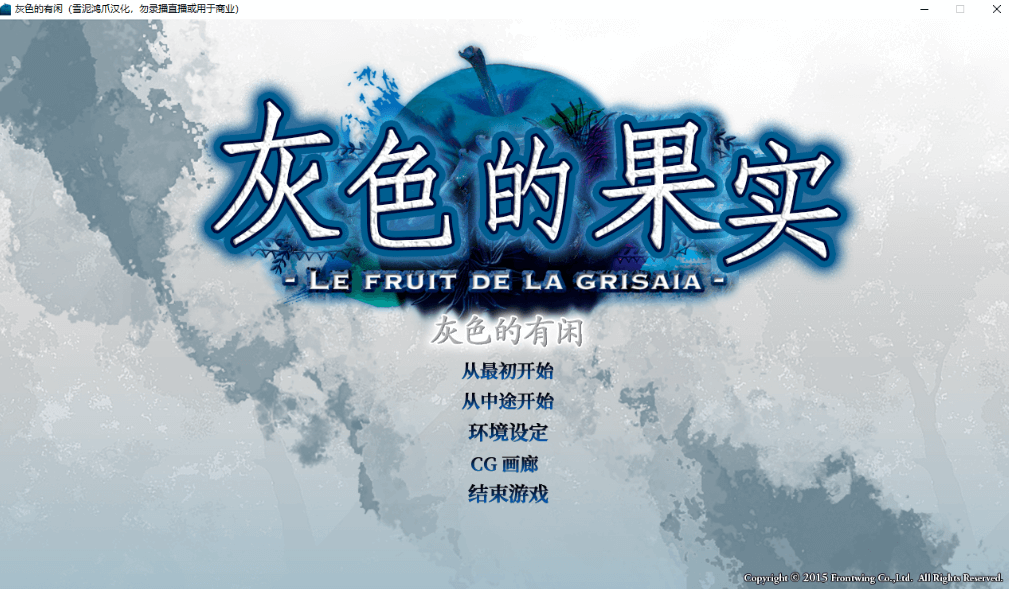 灰色的有闲（雪泥鸿爪汉化，勿录播直播或用于商业）
灰色的果实
- LE FRUIT DE LA GRISAIA -
灰色的有闲
从最初开始
从中途开始
环境设定
CG 画廊
结束游戏
Copyright © 2015 Frontwing Co.,Ltd. All Rights Reserved.